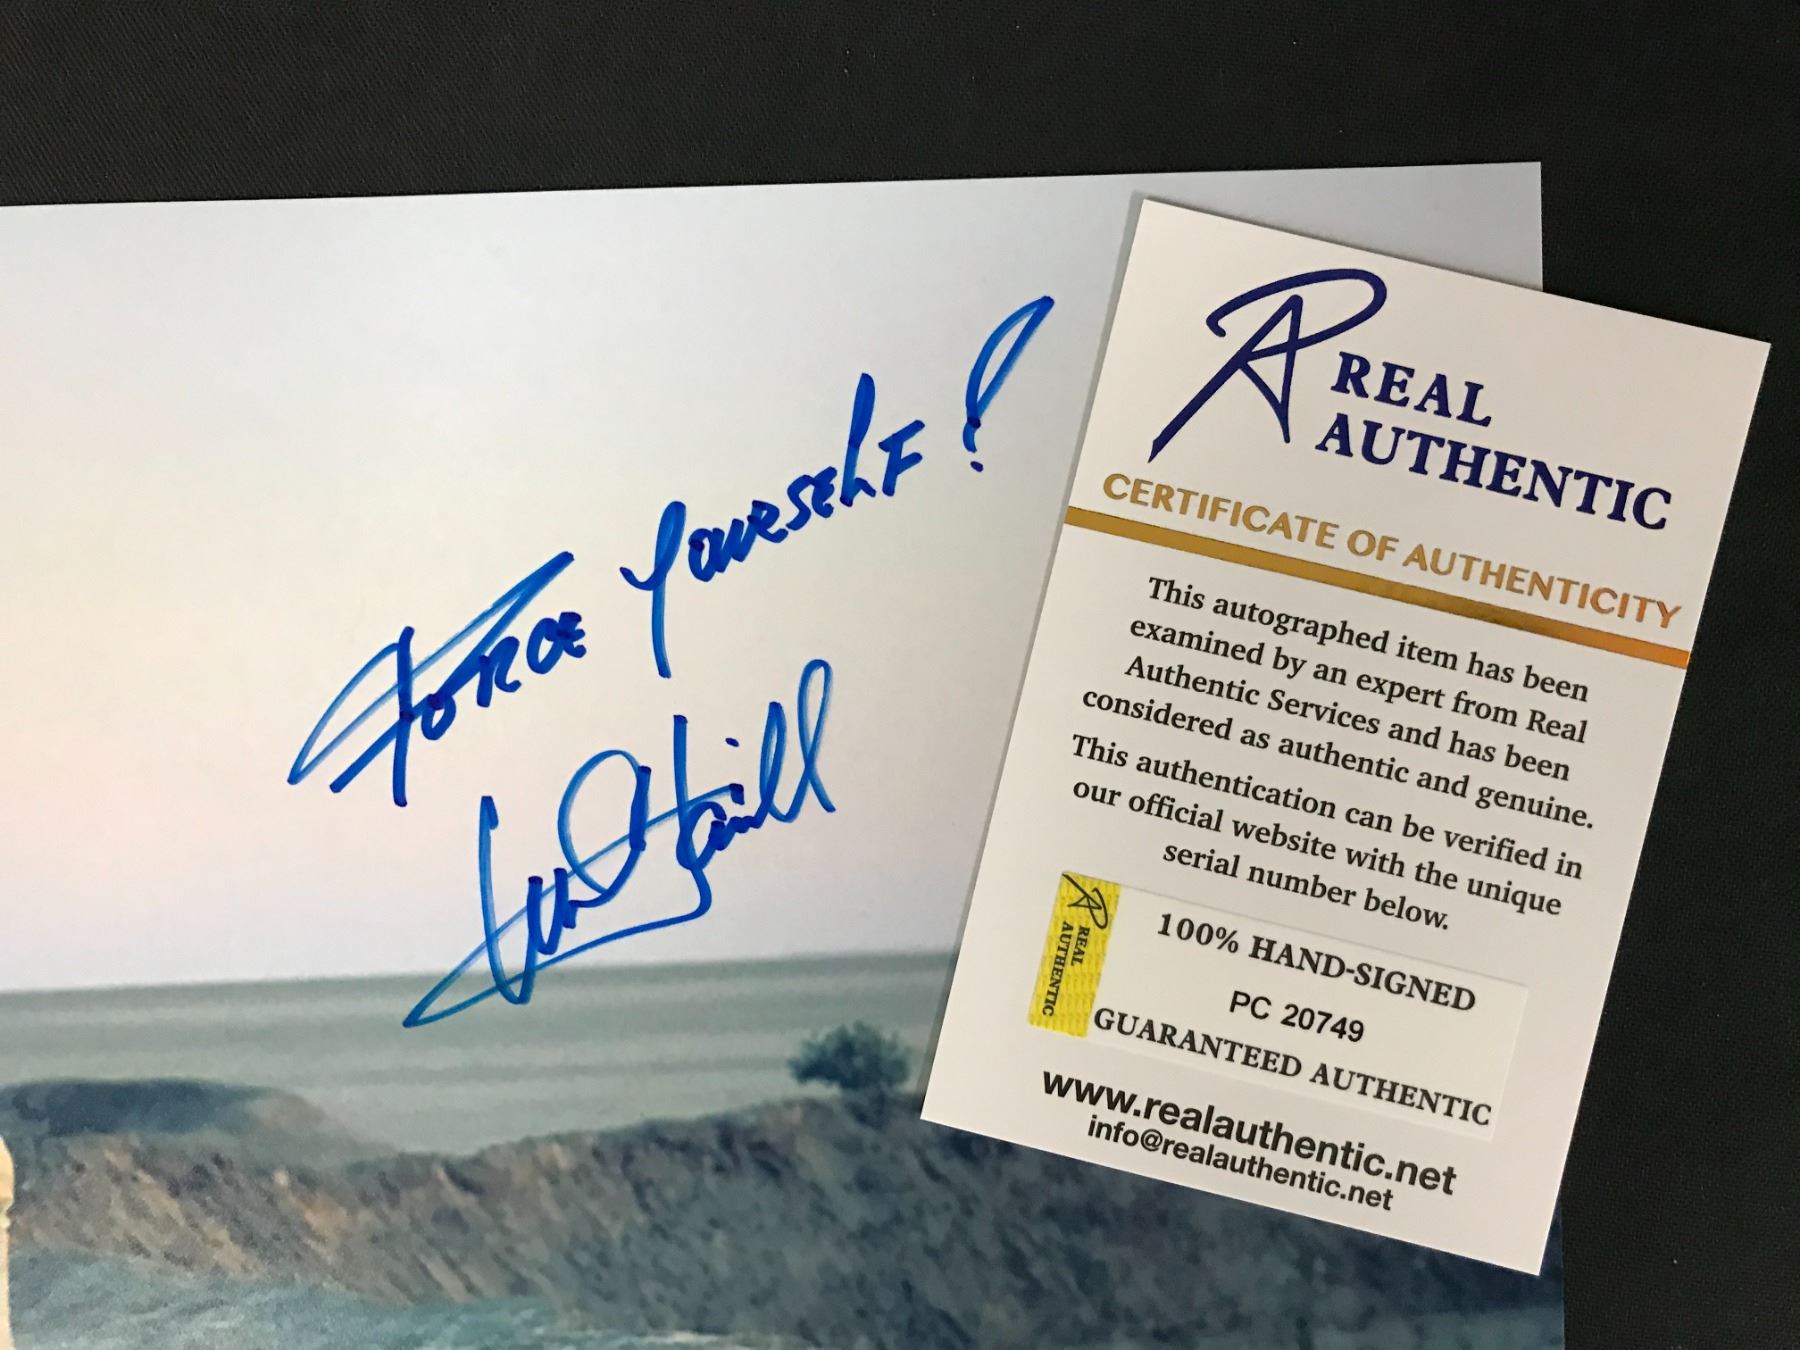 FORCE YOURSELF!
Mark Hamill
REAL
AUTHENTIC
CERTIFICATE OF AUTHENTICITY
This autographed item has been
examined by an expert from Real
Authentic Services and has been
considered as authentic and genuine.
This authentication can be verified in
our official website with the unique
serial number below.
REAL
AUTHENTIC
100% HAND-SIGNED
PC 20749
GUARANTEED AUTHENTIC
www.realauthentic.net
info@realauthentic.net